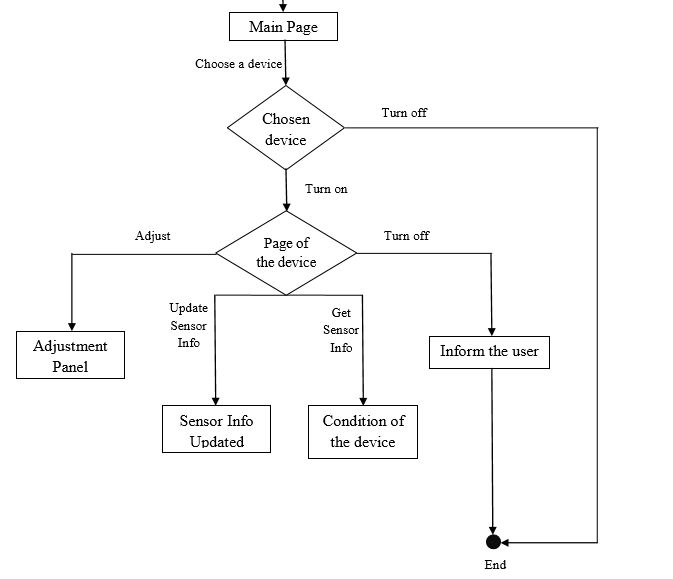 Main Page
Choose a device
Chosen
device
Turn off
Turn on
Adjust
Page of
the device
Turn off
Update
Sensor
Info
Get
Sensor
Info
Adjustment
Panel
Inform the user
Sensor Info
Updated
Condition of
the device
End